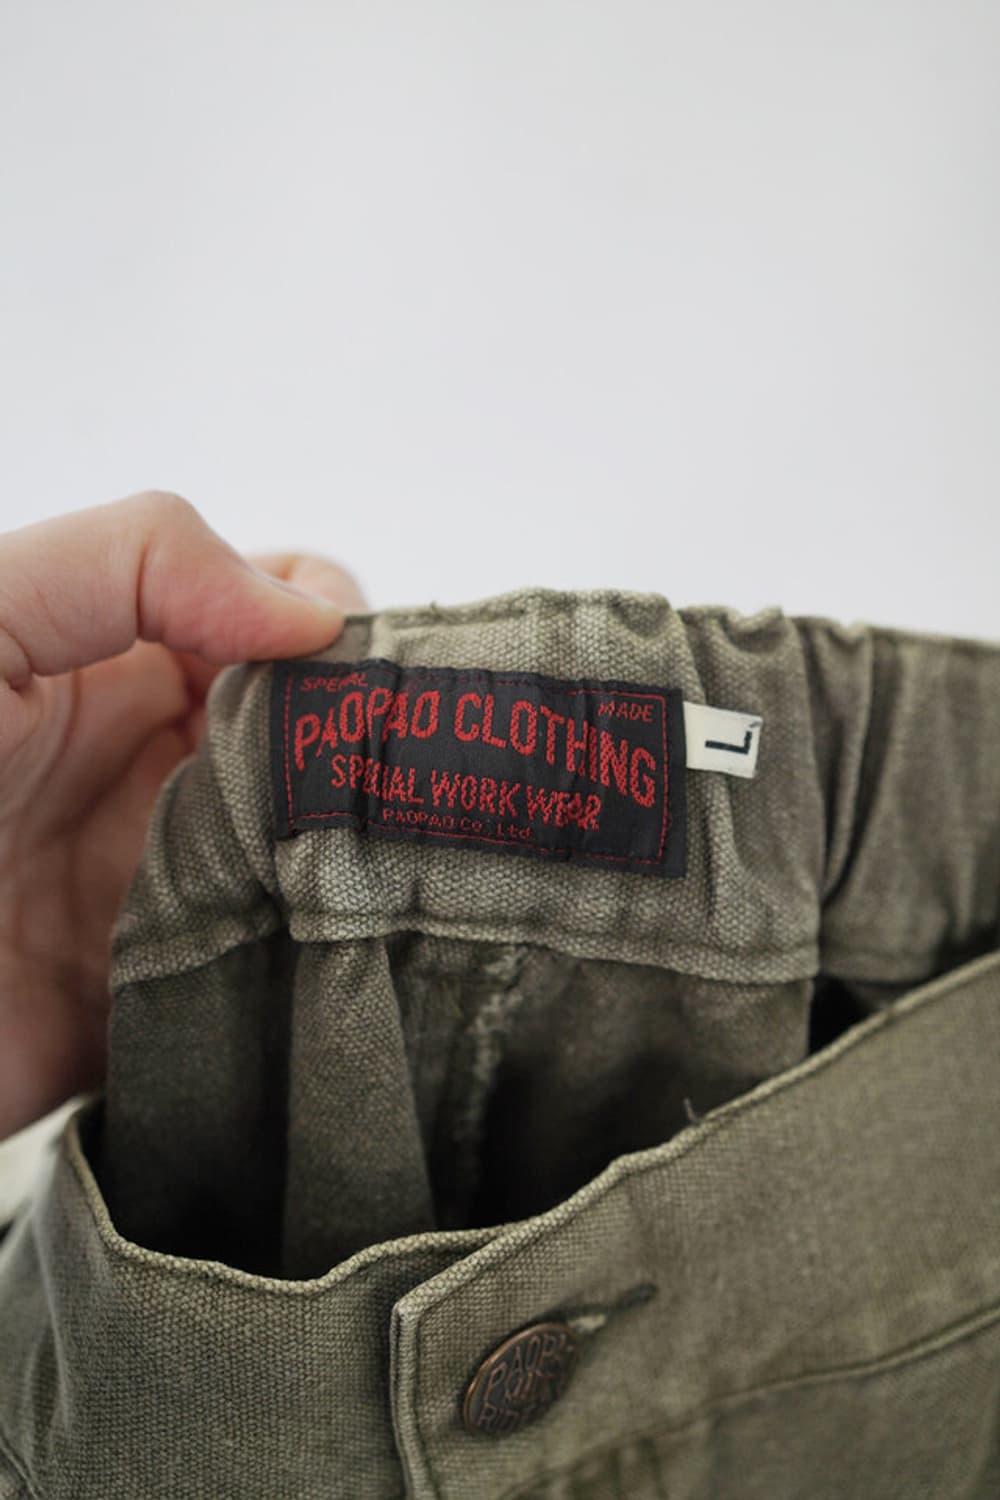 SPECIAL
MADE
PAOPAO CLOTHING
SPECIAL WORK WEAR
PAOPAO Co., Ltd.
L